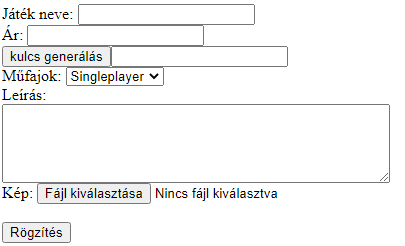 Játék neve:
Ár:
kulcs generálás
Műfajok: Singleplayer
Leírás:
Kép: Fájl kiválasztása Nincs fájl kiválasztva
Rögzítés